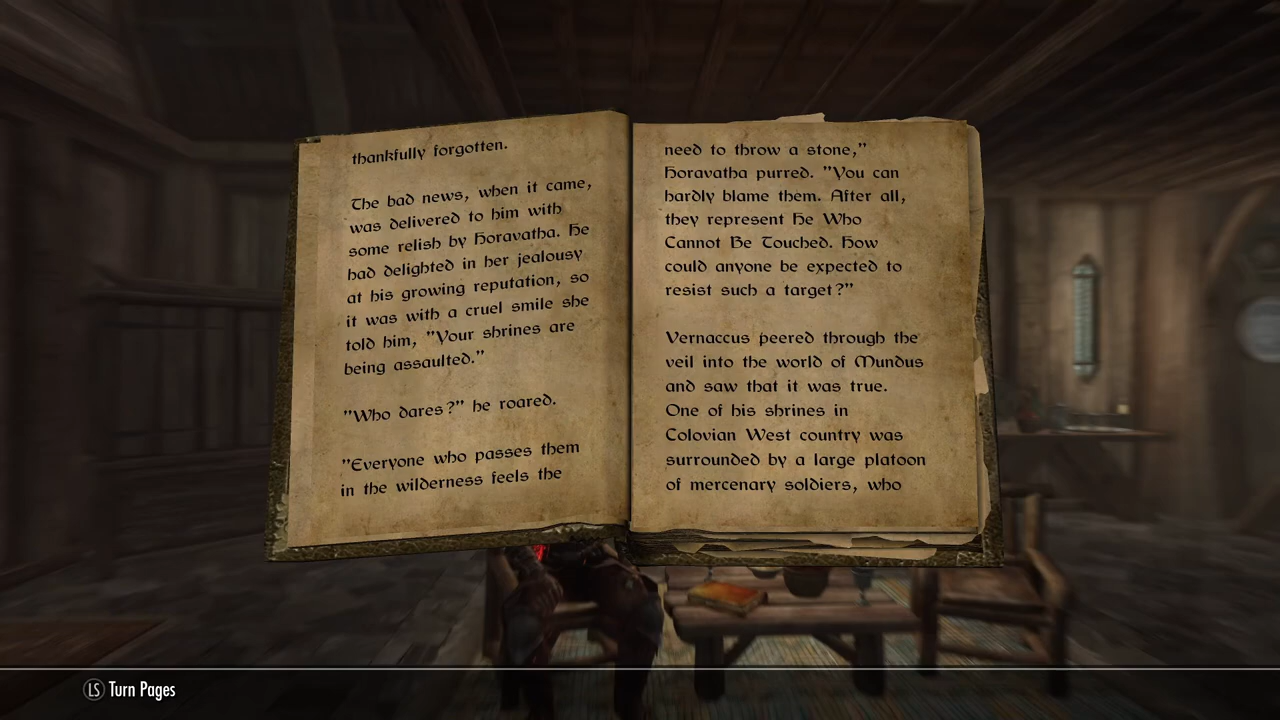 thankfully forgotten.
The bad news, when it came,
was delivered to him with
some relish by Horavatha. He
had delighted in her jealousy
at his growing reputation, so
it was with a cruel smile she
told him, "Your shrines are
being assaulted."
"Who dares?" he roared.
"Everyone who passes them
in the wilderness feels the
need to throw a stone,"
Horavatha purred. "You can
hardly blame them. After all,
they represent He Who
Cannot Be Touched. How
could anyone be expected to
resist such a target?"
Vernaccus peered through the
veil into the world of Mundus
and saw that it was true.
One of his shrines in
Colovian West country was
surrounded by a large platoon
of mercenary soldiers, who
LS Turn Pages